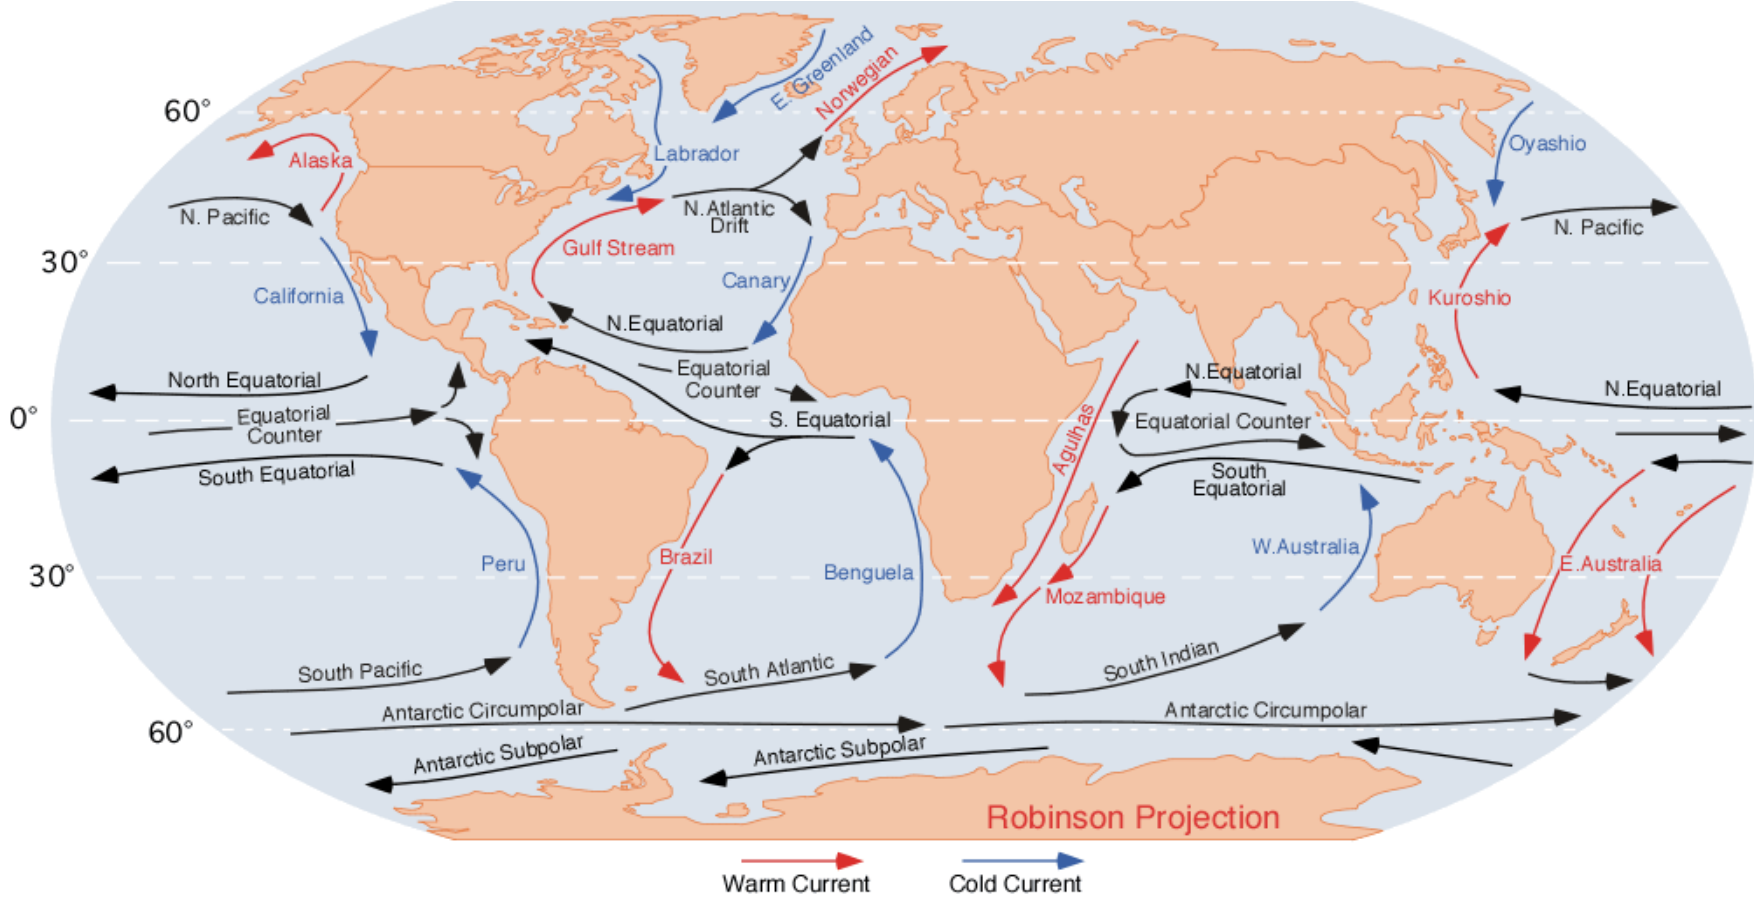 E. Greenland
Norwegian
60°
Labrador
Oyashio
Alaska
N. Pacific
N.Atlantic
Drift
N. Pacific
Gulf Stream
30°
Canary
California
Kuroshio
N.Equatorial
North Equatorial
Equatorial
Counter
N.Equatorial
N.Equatorial
0°
Equatorial
Counter
S. Equatorial
Agulhas
Equatorial Counter
South Equatorial
South
Equatorial
Peru
Brazil
Benguela
W.Australia
E.Australia
30°
Mozambique
South Pacific
South Atlantic
South Indian
Antarctic Circumpolar
Antarctic Circumpolar
60°
Antarctic Subpolar
Antarctic Subpolar
Robinson Projection
Warm Current
Cold Current